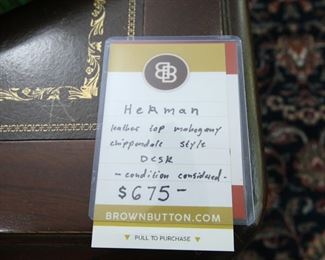 B
Herman
leather top mahogany
chippendale style
DESK
-condition considered-
$675-
BROWNBUTTON.COM
▼ PULL TO PURCHASE ▼